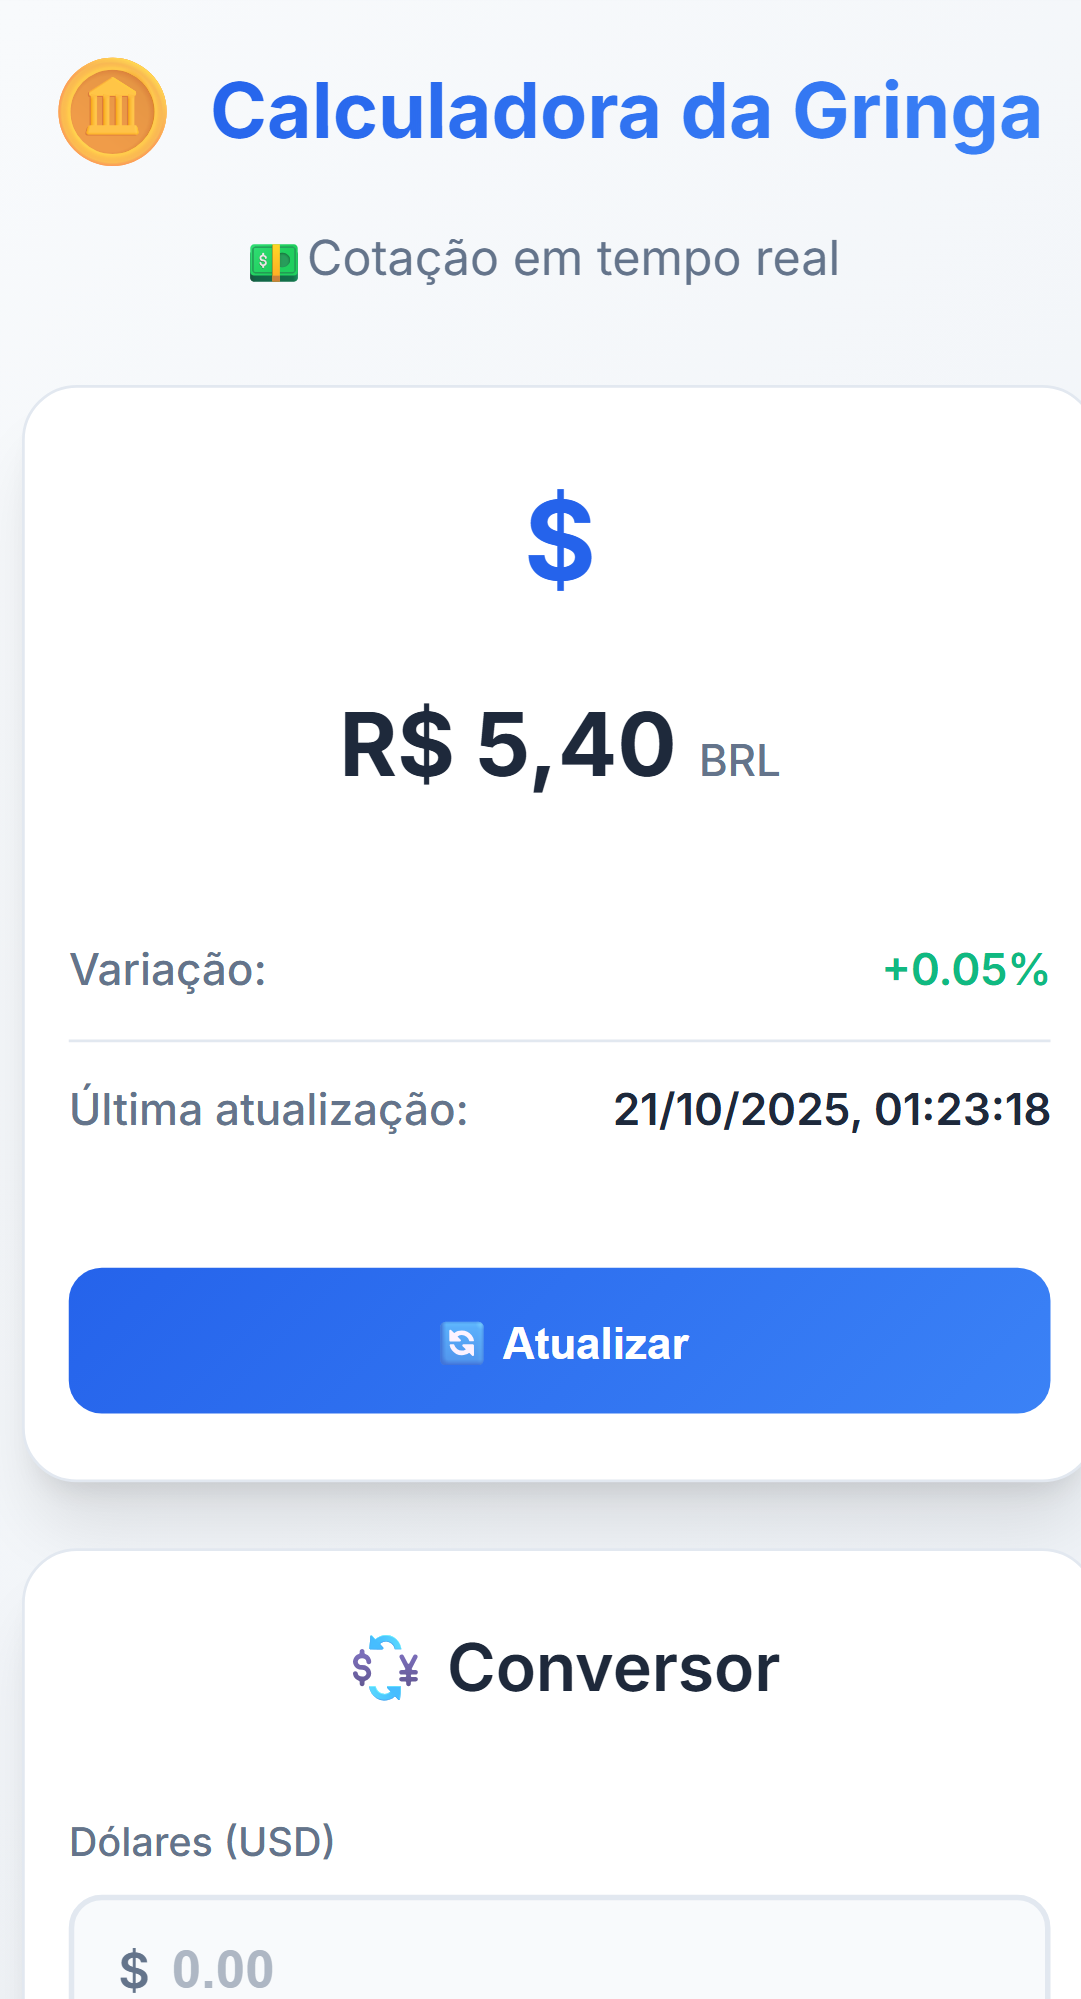 Calculadora da Gringa
Cotação em tempo real
$
R$ 5,40 BRL
Variação: +0.05%
Última atualização: 21/10/2025, 01:23:18
Atualizar
Conversor
Dólares (USD)
$ 0.00